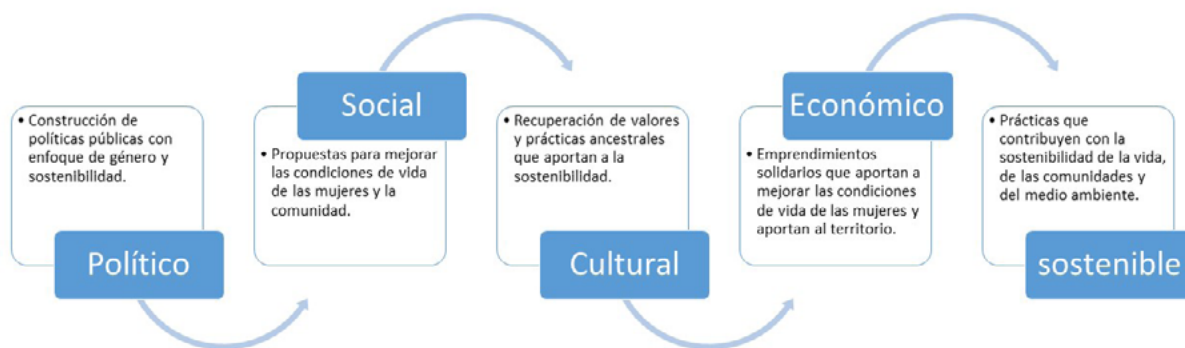 • Construcción de
políticas públicas con
enfoque de género y
sostenibilidad.
Político
Social
• Propuestas para mejorar
las condiciones de vida
de las mujeres y la
comunidad.
• Recuperación de valores
y prácticas ancestrales
que aportan a la
sostenibilidad.
Cultural
Económico
• Emprendimientos
solidarios que aportan a
mejorar las condiciones
de vida de las mujeres y
aportan al territorio.
• Prácticas que
contribuyen con la
sostenibilidad de la vida,
de las comunidades y
del medio ambiente.
sostenible